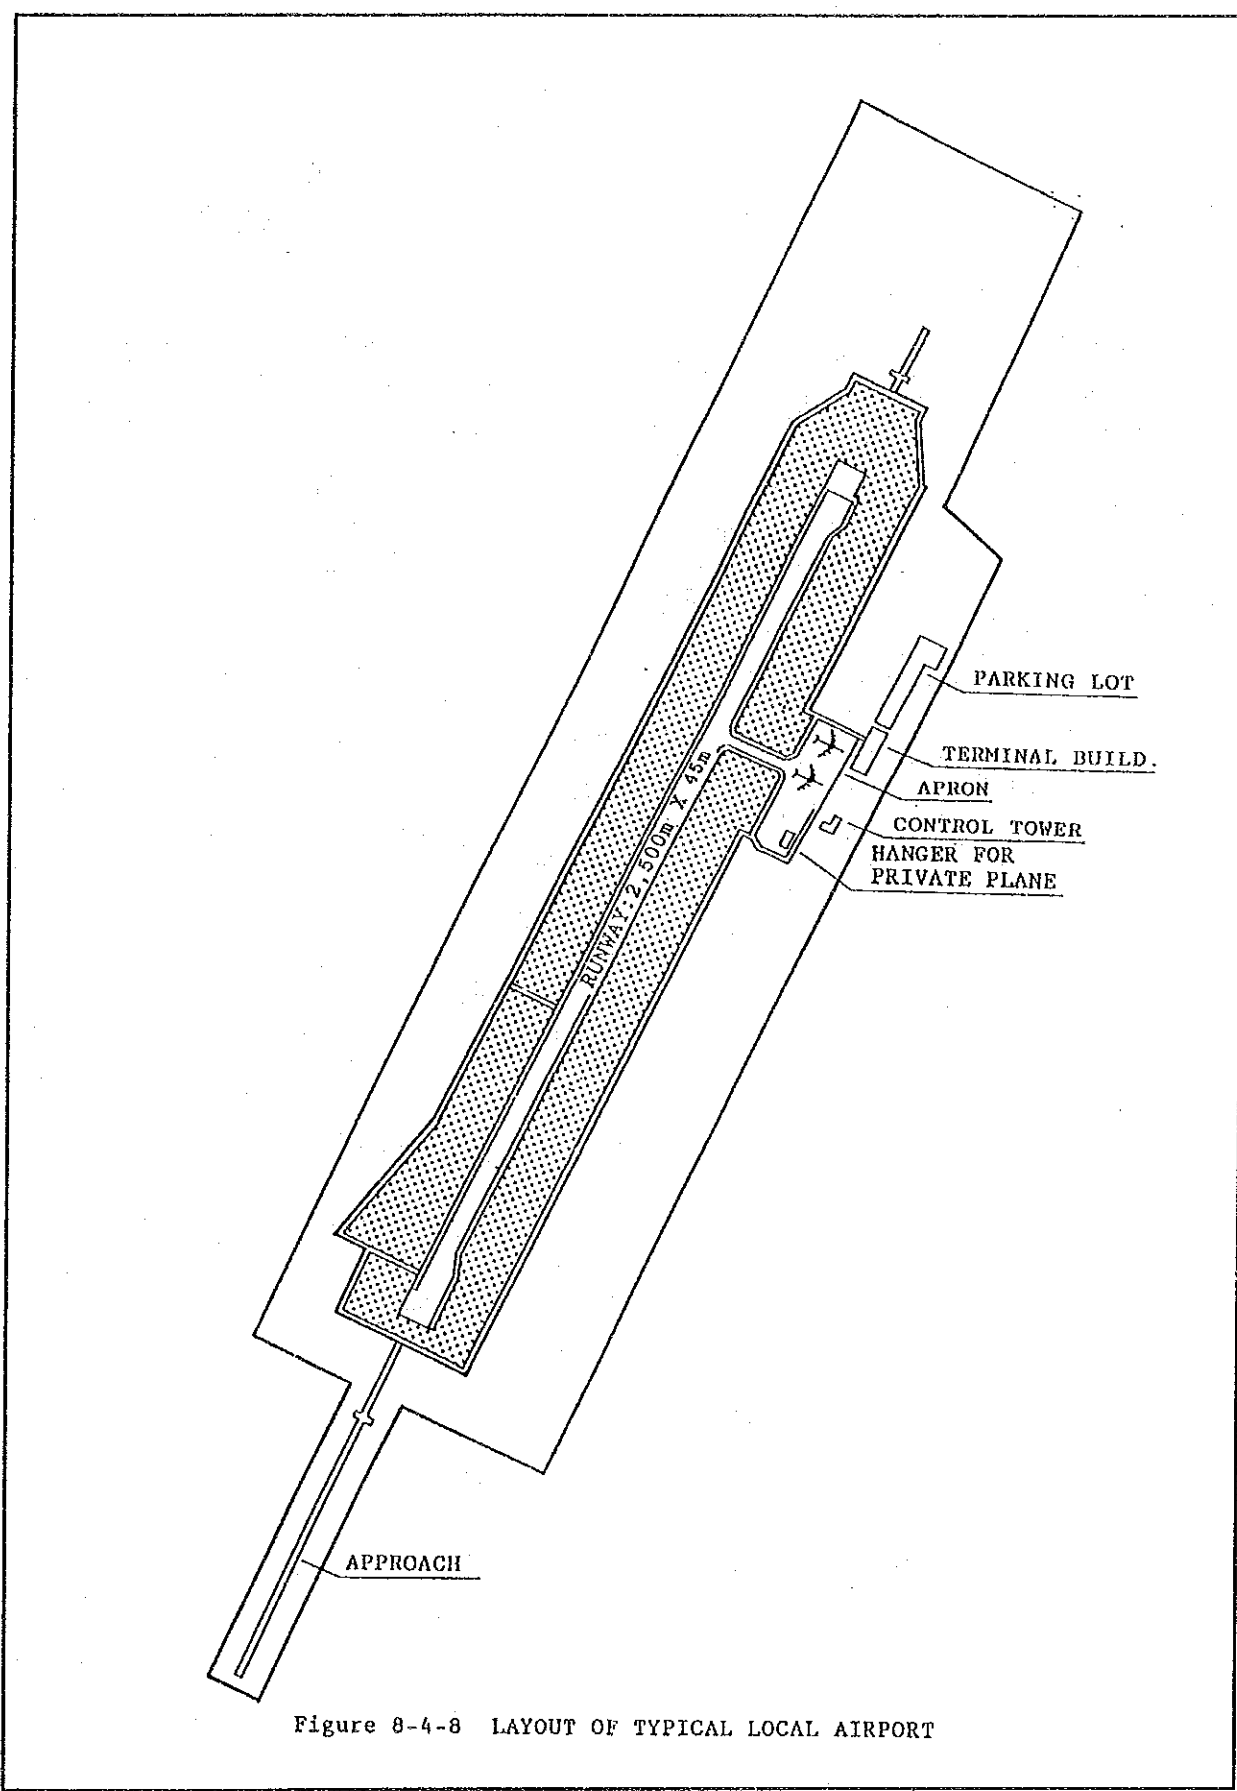 PARKING LOT
TERMINAL BUILD.
APRON
CONTROL TOWER
HANGER FOR
PRIVATE PLANE
RUNWAY:2,500m X 45m
APPROACH
Figure 8-4-8 LAYOUT OF TYPICAL LOCAL AIRPORT